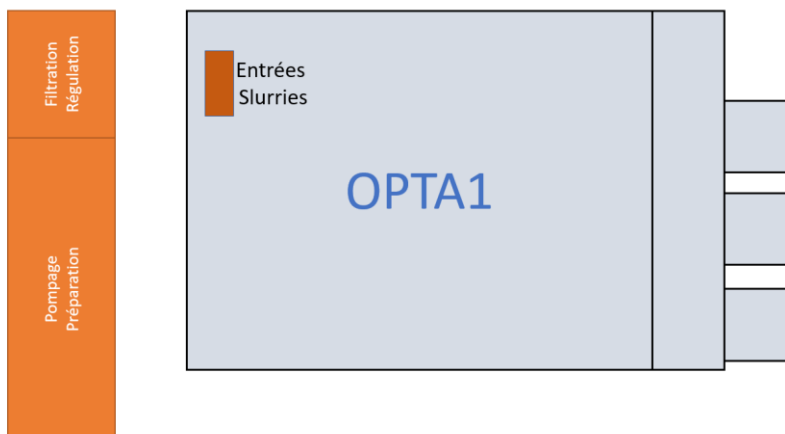 Filtration
Régulation
Entrées
Slurries
OPTA1
Pompage
Préparation